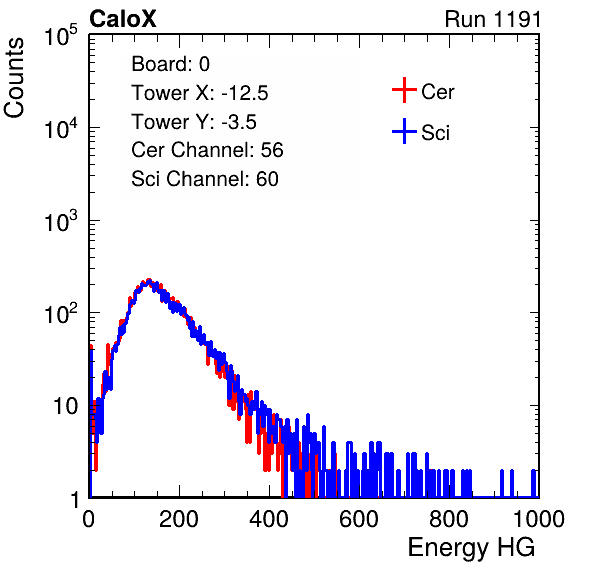 CaloX Run 1191
Counts
Board: 0
Tower X: -12.5
Tower Y: -3.5
Cer Channel: 56
Sci Channel: 60
Cer
Sci
10^5
10^4
10^3
10^2
10
1
0 200 400 600 800 1000
Energy HG